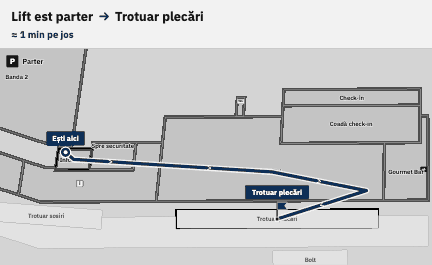 Lift est parter → Trotuar plecări
≈ 1 min pe jos
P Parter
Banda 2
Check-in
Coadă check-in
Ești aici
Spre securitate
Gourmet Bar
Trotuar plecări
Trotuar sosiri
Bolt